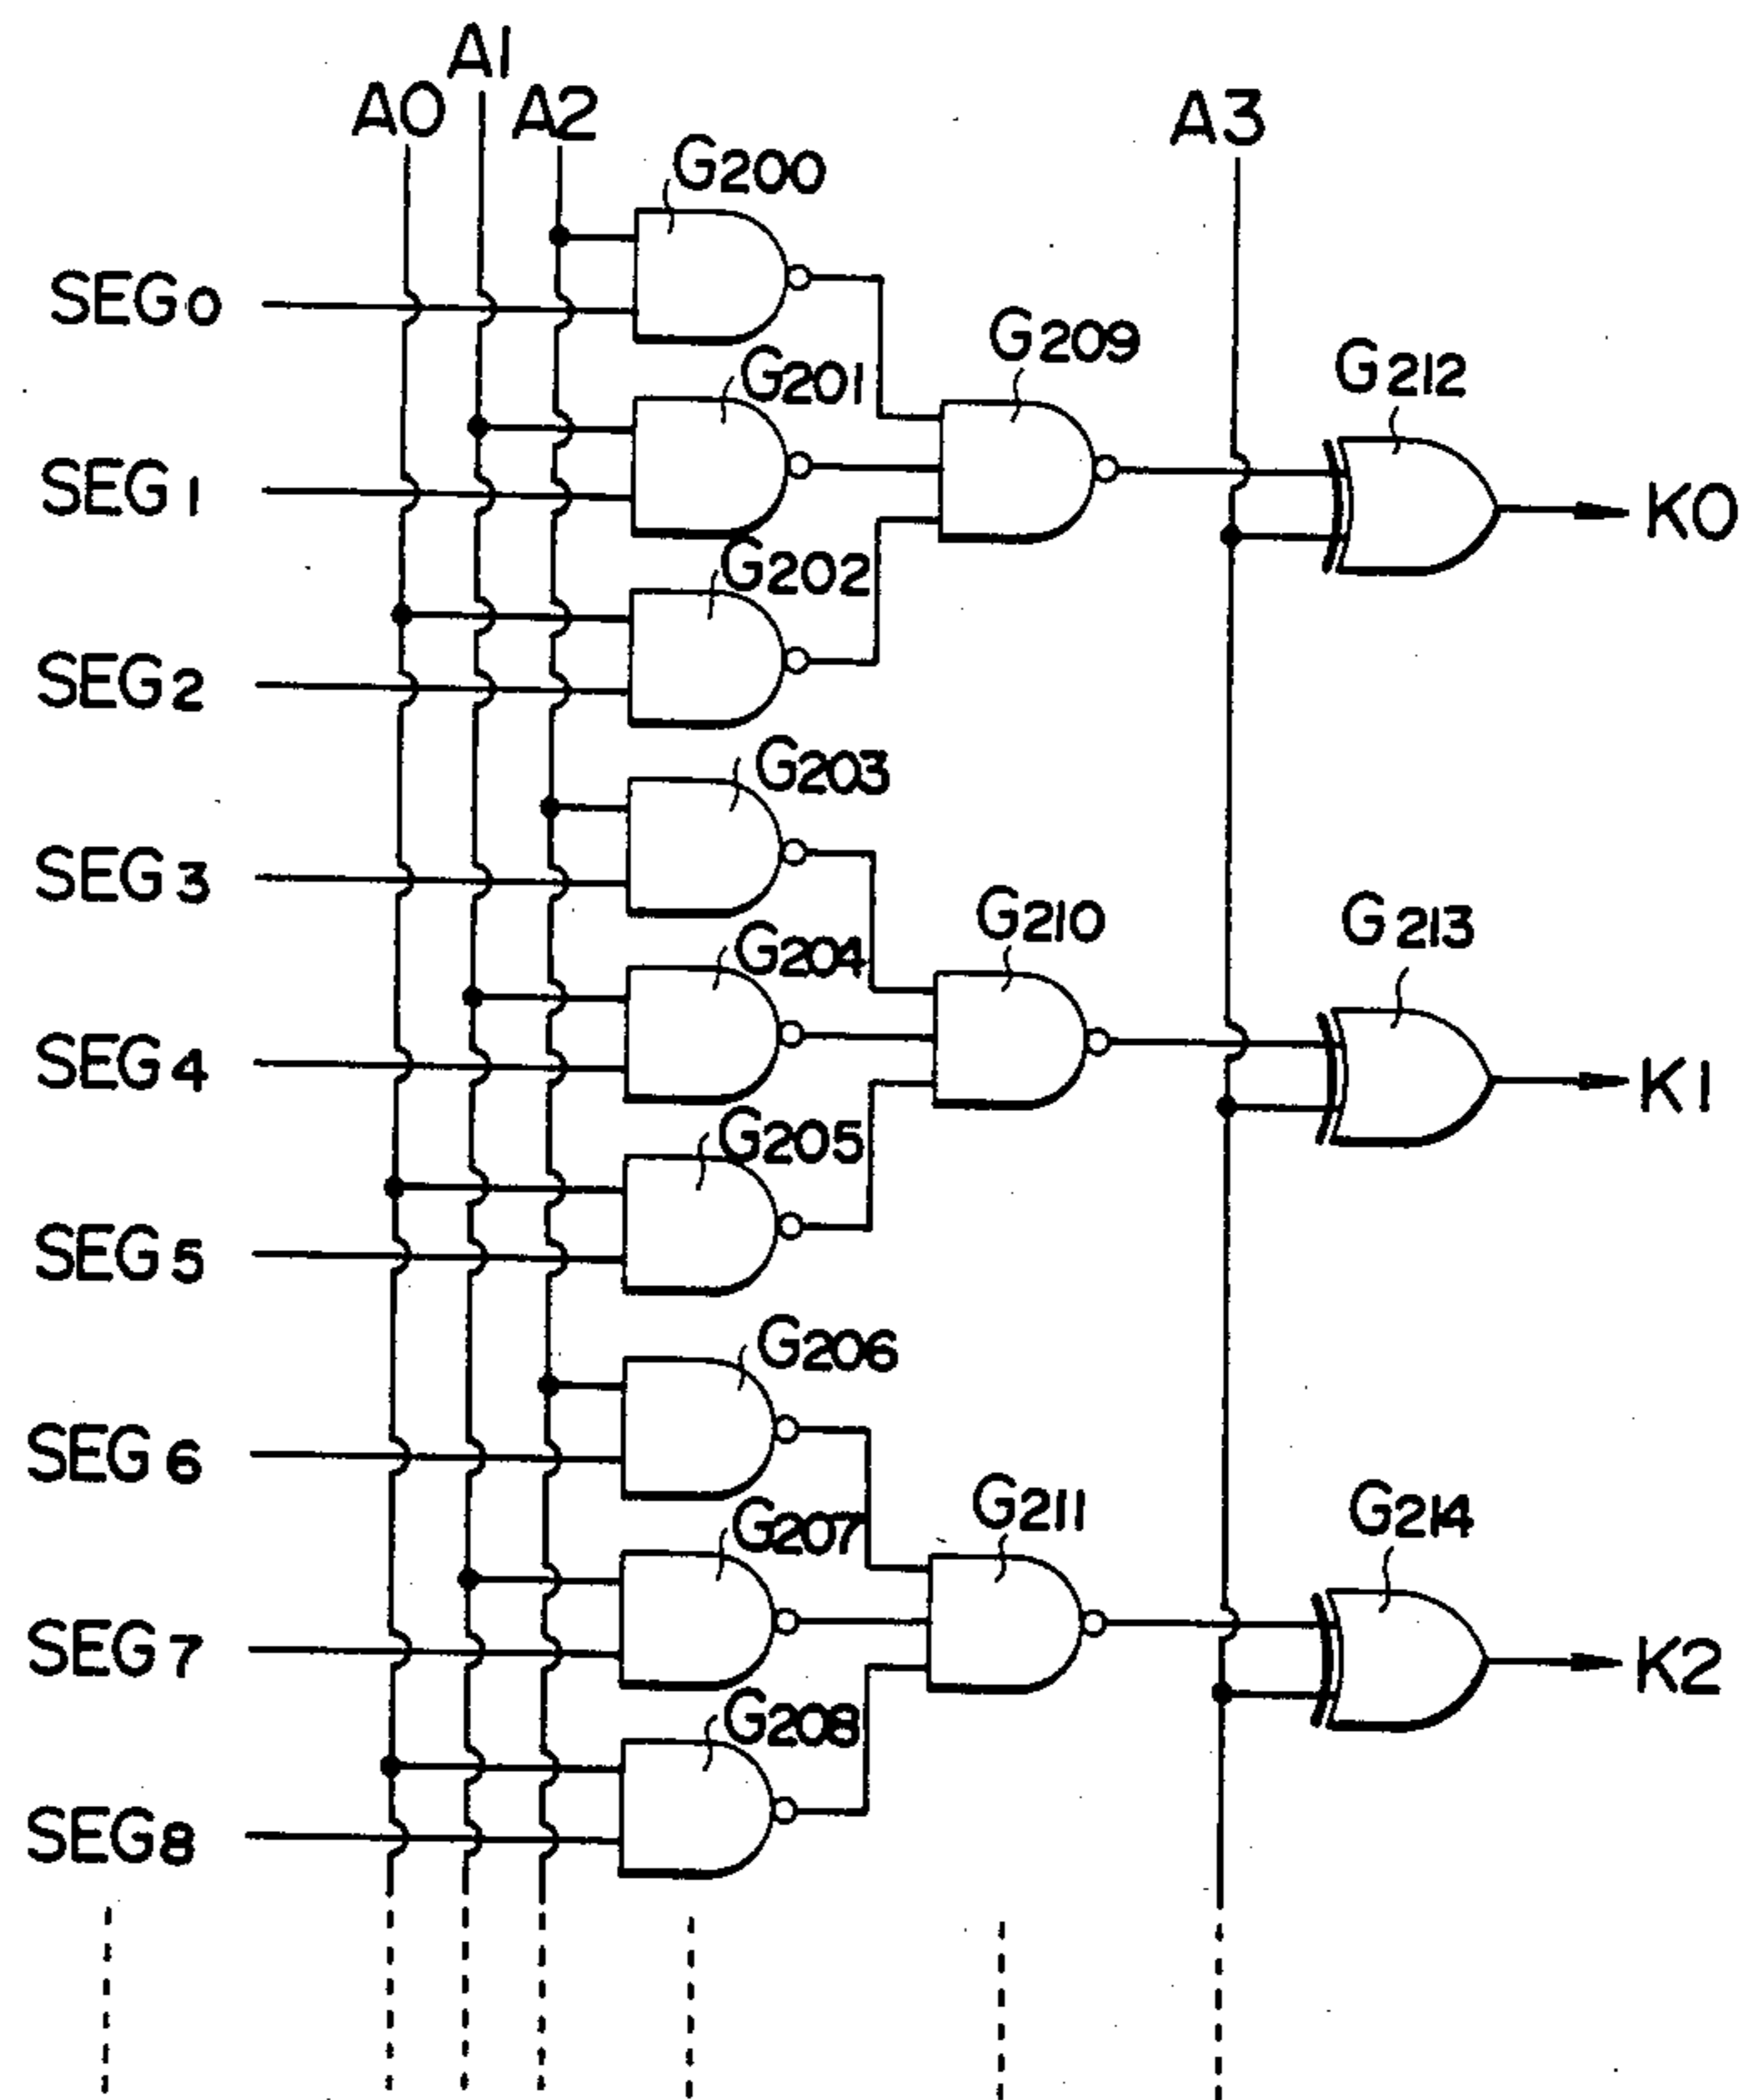 A0
A1
A2
A3
G200
SEG0
G201
G209
G212
SEG1
K0
G202
SEG2
G203
SEG3
G204
G210
G213
SEG4
K1
G205
SEG5
G206
SEG6
G207
G211
G214
SEG7
K2
G208
SEG8